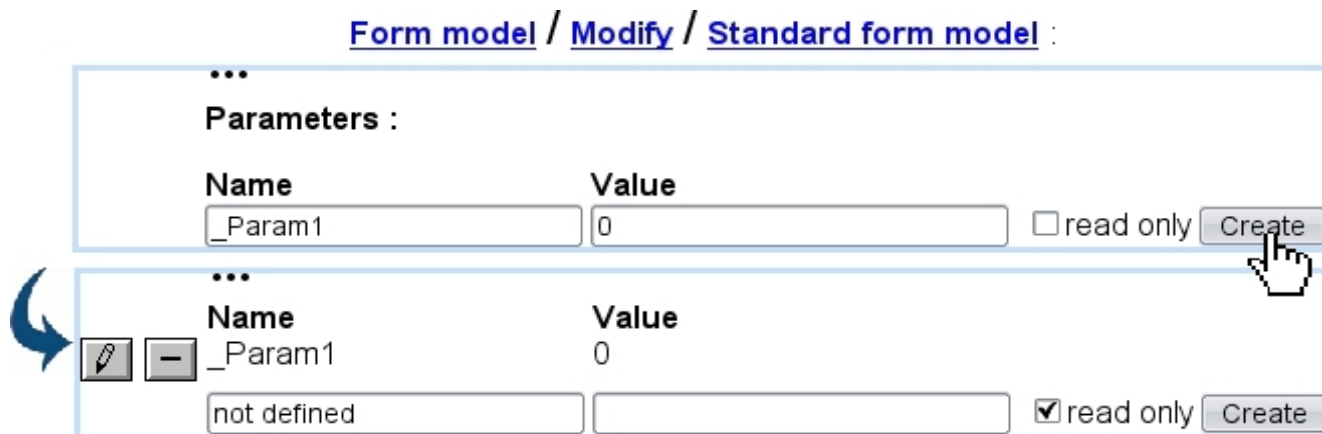 Form model / Modify / Standard form model :
...
Parameters :
Name Value
_Param1 0 read only Create
...
Name Value
_Param1 0
not defined read only Create